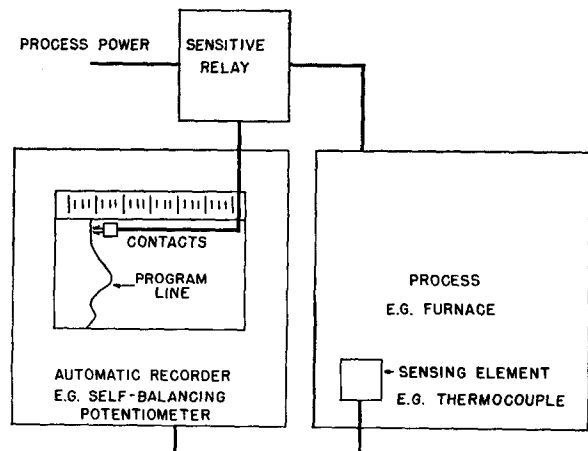 PROCESS POWER
SENSITIVE
RELAY
CONTACTS
PROGRAM
LINE
AUTOMATIC RECORDER
E.G. SELF-BALANCING
POTENTIOMETER
PROCESS
E.G. FURNACE
SENSING ELEMENT
E.G. THERMOCOUPLE